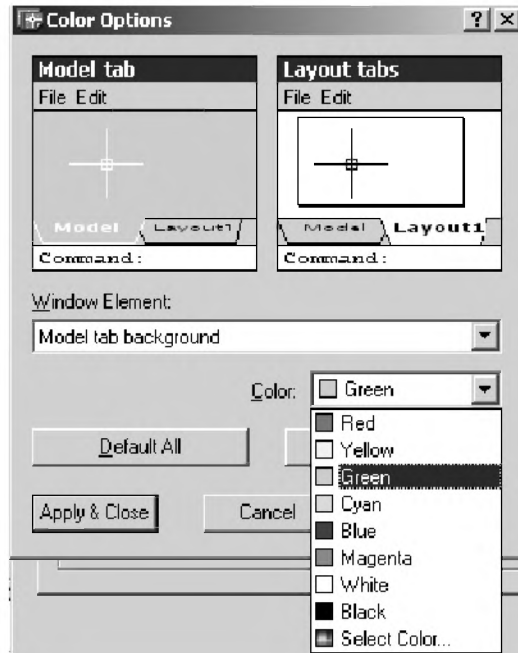 Color Options
Model tab
Layout tabs
File Edit
File Edit
Model
Layout1
Model
Layout1
Command:
Command:
Window Element:
Model tab background
Color:
Green
Red
Yellow
Green
Cyan
Blue
Magenta
White
Black
Select Color...
Default All
Apply & Close
Cancel